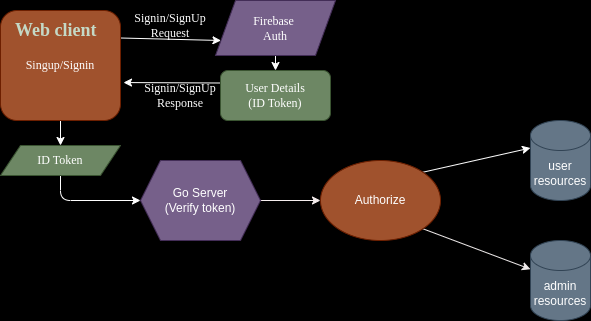 Web client
Singup/Signin
Signin/SignUp
Request
Firebase
Auth
Signin/SignUp
Response
User Details
(ID Token)
ID Token
Go Server
(Verify token)
Authorize
user
resources
admin
resources